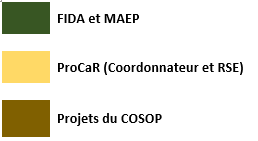 FIDA et MAEP
ProCaR (Coordonnateur et RSE)
Projets du COSOP